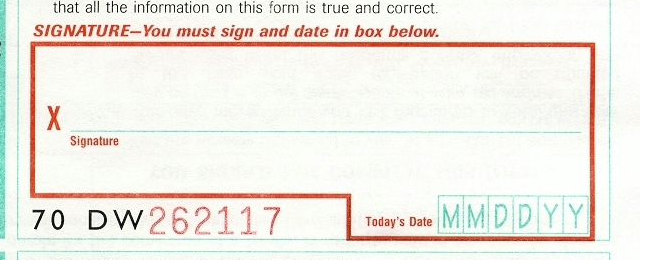 that all the information on this form is true and correct.
SIGNATURE—You must sign and date in box below.
X
Signature
70 DW262117
Today's Date MMDDYY